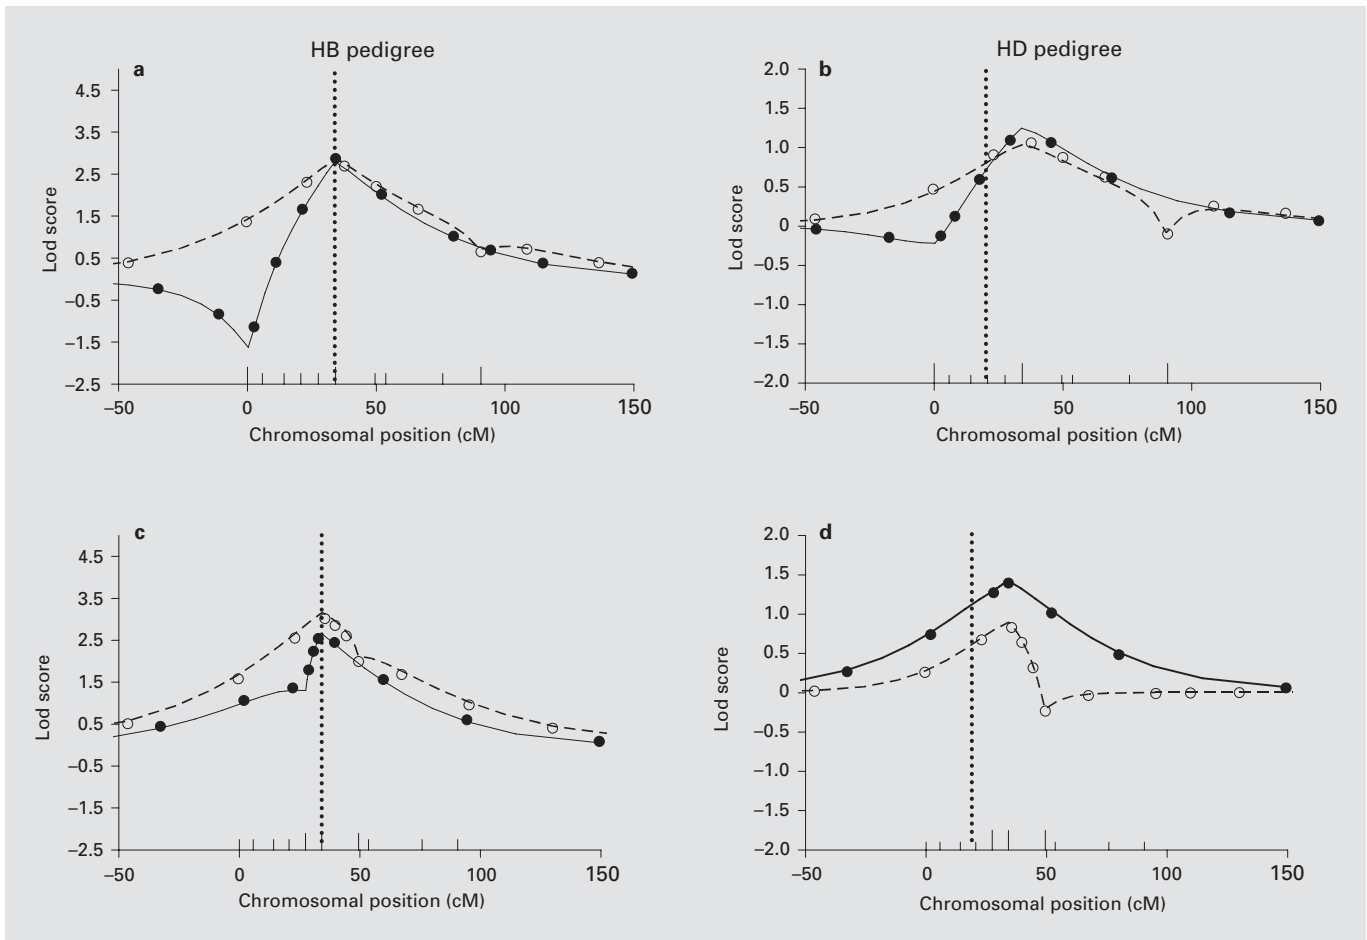 HB pedigree
HD pedigree
a
4.5
3.5
2.5
1.5
0.5
–0.5
–1.5
–2.5
Lod score
–50 0 50 100 150
Chromosomal position (cM)
b
2.0
1.5
1.0
0.5
0
–0.5
–1.0
–1.5
–2.0
Lod score
–50 0 50 100 150
Chromosomal position (cM)
c
4.5
3.5
2.5
1.5
0.5
–0.5
–1.5
–2.5
Lod score
–50 0 50 100 150
Chromosomal position (cM)
d
2.0
1.5
1.0
0.5
0
–0.5
–1.0
–1.5
–2.0
Lod score
–50 0 50 100 150
Chromosomal position (cM)